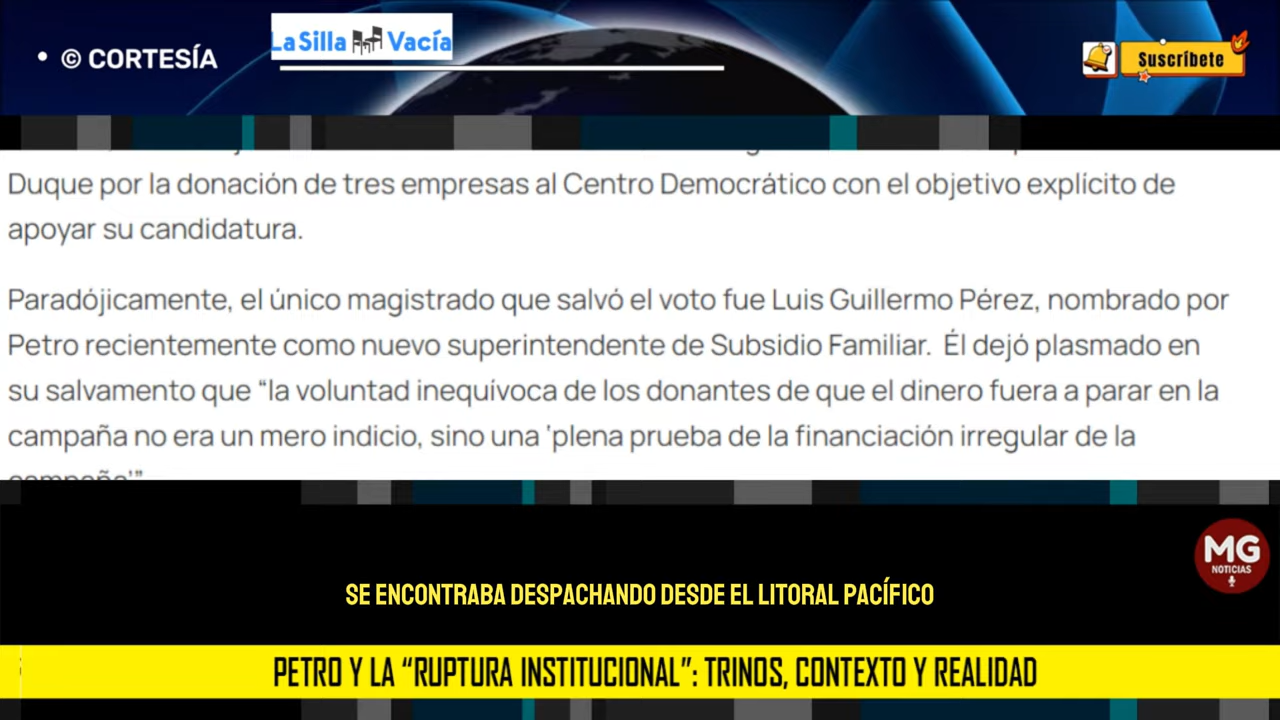 • © CORTESÍA
LaSilla Vacía
Suscríbete
Duque por la donación de tres empresas al Centro Democrático con el objetivo explícito de
apoyar su candidatura.
Paradójicamente, el único magistrado que salvó el voto fue Luis Guillermo Pérez, nombrado por
Petro recientemente como nuevo superintendente de Subsidio Familiar. Él dejó plasmado en
su salvamento que “la voluntad inequívoca de los donantes de que el dinero fuera a parar en la
campaña no era un mero indicio, sino una ‘plena prueba de la financiación irregular de la
campaña’”
MG
NOTICIAS
SE ENCONTRABA DESPACHANDO DESDE EL LITORAL PACÍFICO
PETRO Y LA “RUPTURA INSTITUCIONAL”: TRINOS, CONTEXTO Y REALIDAD